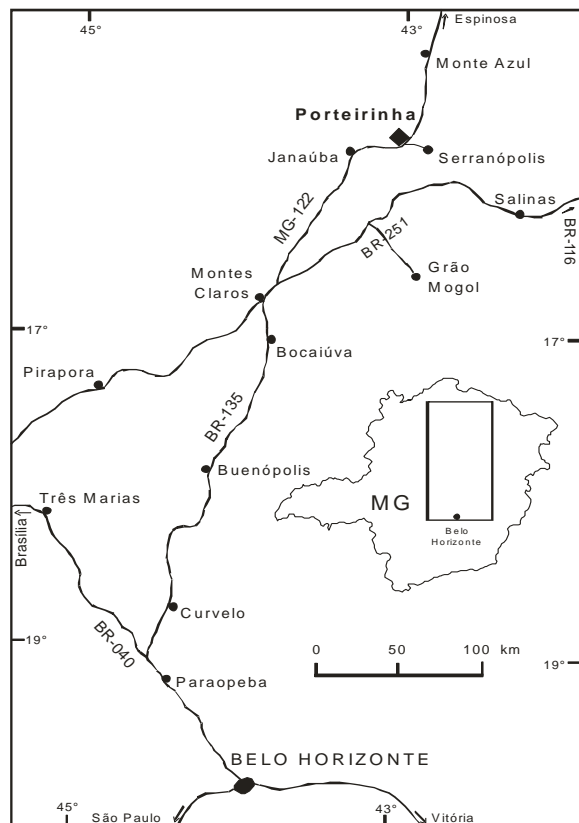 45°
43°
Espinosa
Monte Azul
Porteirinha
Janaúba
Serranópolis
Salinas
MG-122
BR-251
BR-116
Grão
Mogol
Montes
Claros
17°
17°
Bocaiúva
Pirapora
BR-135
Buenópolis
Três Marias
MG
Belo
Horizonte
Brasília
Curvelo
19°
0 50 100 km
19°
BR-040
Paraopeba
BELO HORIZONTE
45°
São Paulo
43°
Vitória